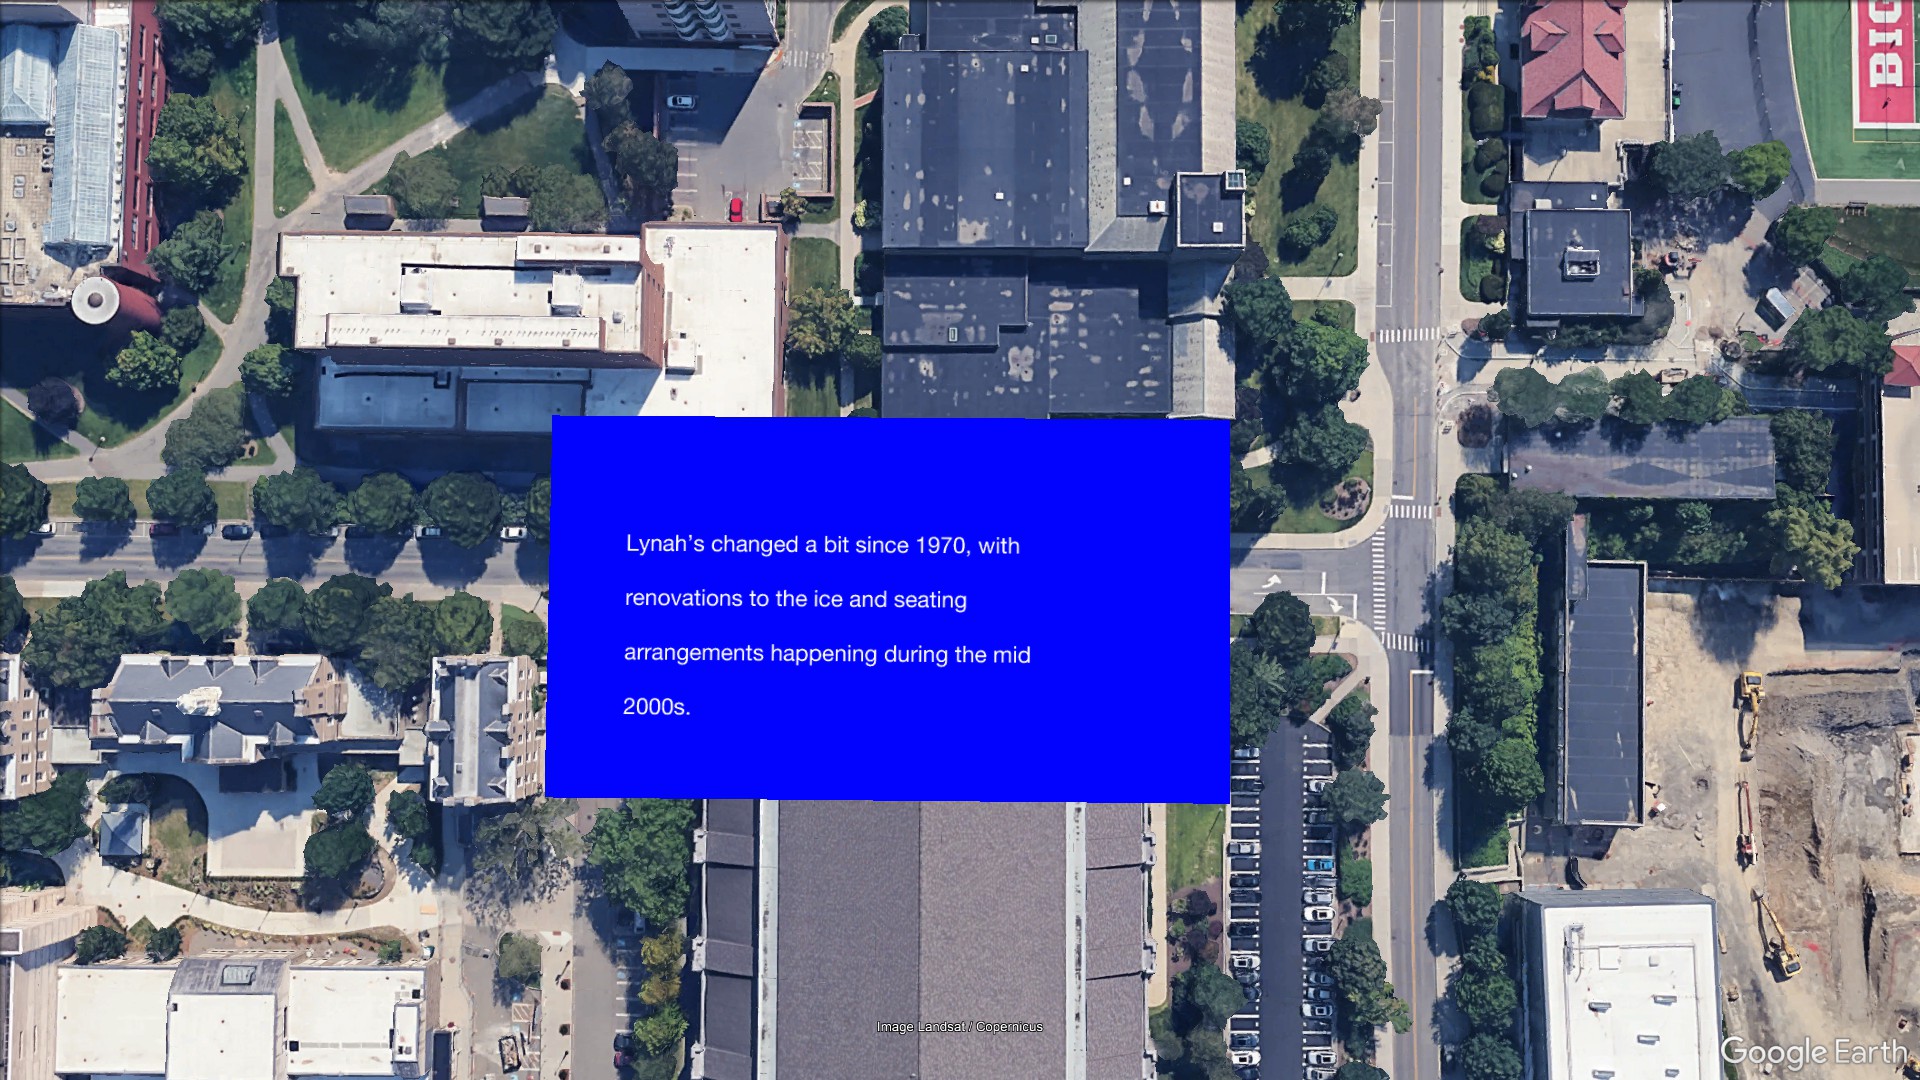 BIG
Lynah’s changed a bit since 1970, with
renovations to the ice and seating
arrangements happening during the mid
2000s.
Image Landsat / Copernicus
Google Earth